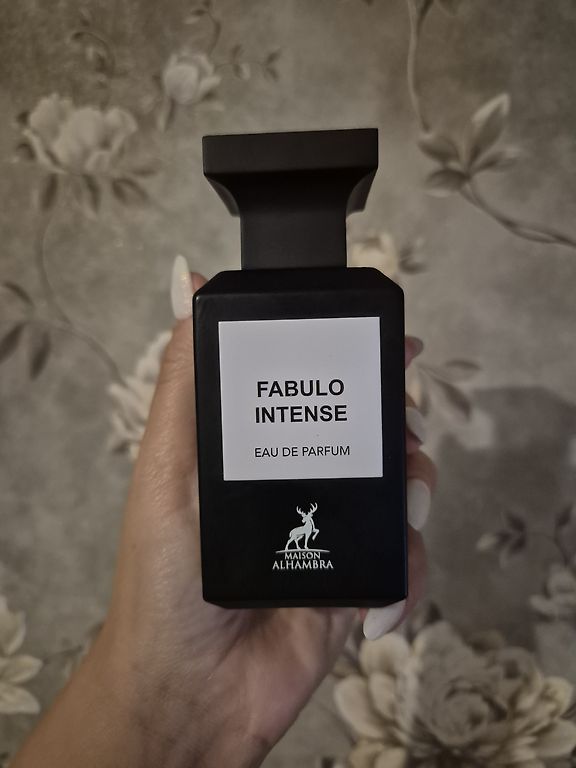 FABULO
INTENSE
EAU DE PARFUM
MAISON
ALHAMBRA